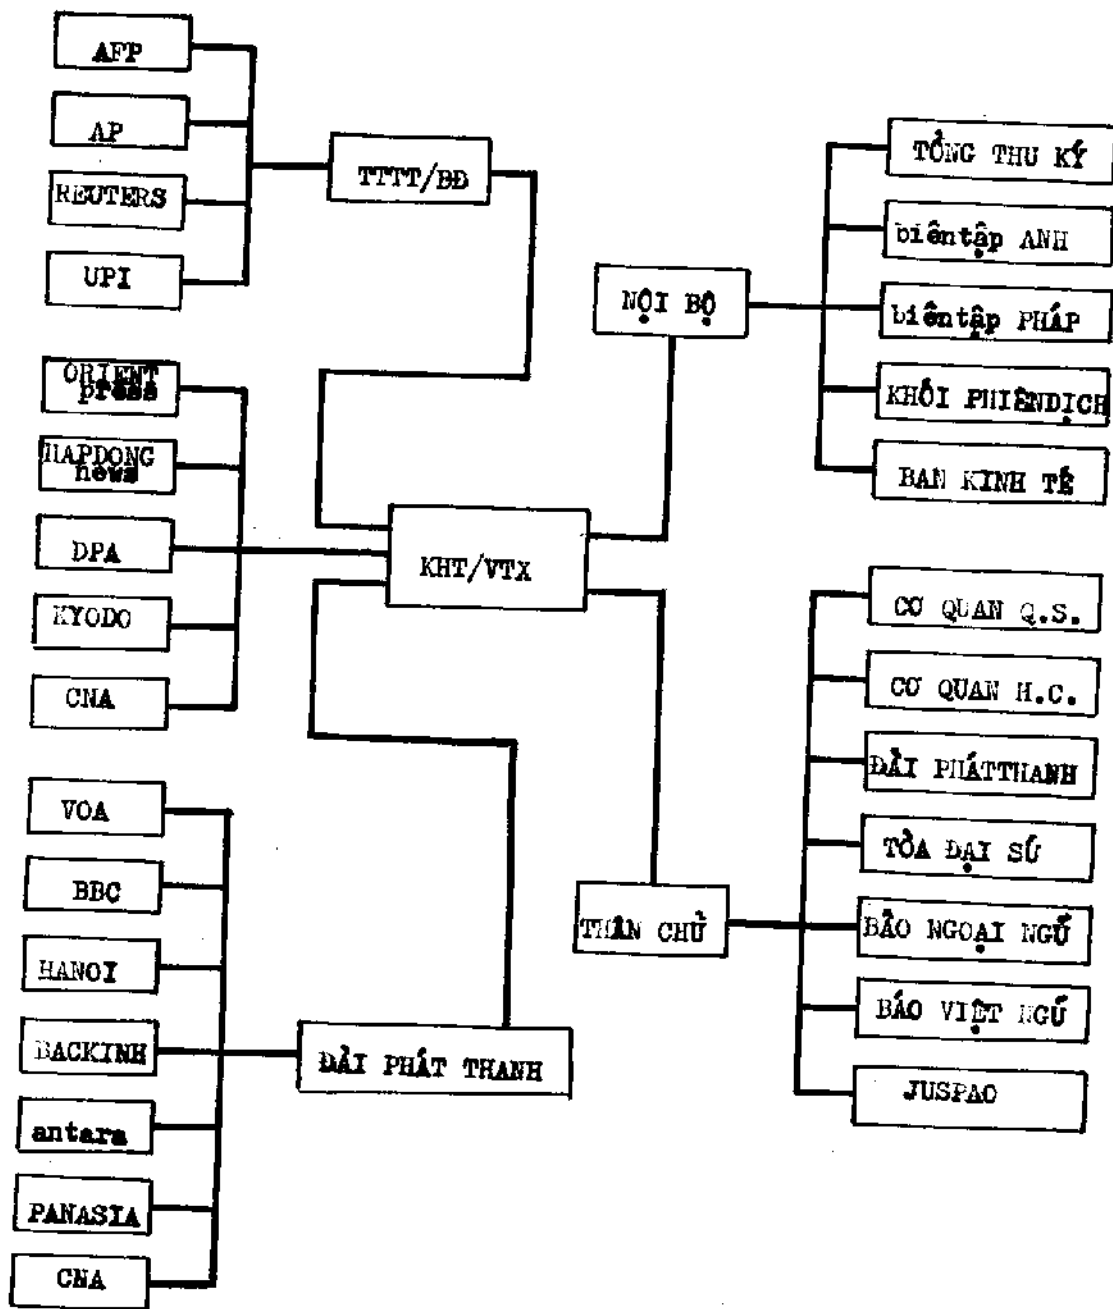 AFP
AP
REUTERS
UPI
TTTT/BĐ
ORIENT
press
HAPDONG
news
DPA
KYODO
CNA
KHT/VTX
VOA
BBC
HANOI
BACKINH
antara
PANASIA
CNA
ĐÀI PHÁT THANH
NỘI BỘ
TỔNG THU KÝ
biêntập ANH
biêntập PHÁP
KHỐI PHIÊNDỊCH
BAN KINH TẾ
THÂN CHỦ
CƠ QUAN Q.S.
CƠ QUAN H.C.
ĐÀI PHÁTTHANH
TÒA ĐẠI SỨ
BÁO NGOẠI NGỮ
BÁO VIỆT NGỮ
JUSPAO